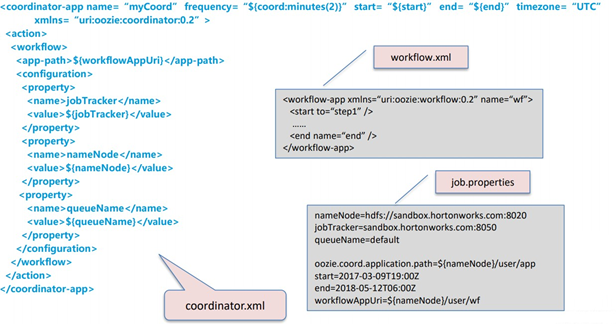 <coordinator-app name= “myCoord” frequency= “${coord:minutes(2)}” start= “${start}” end= “${end}” timezone= “UTC”
xmlns= “uri:oozie:coordinator:0.2” >
<action>
<workflow>
<app-path>${workflowAppUri}</app-path>
<configuration>
<property>
<name>jobTracker</name>
<value>${jobTracker}</value>
</property>
<property>
<name>nameNode</name>
<value>${nameNode}</value>
</property>
<property>
<name>queueName</name>
<value>${queueName}</value>
</property>
</configuration>
</workflow>
</action>
</coordinator-app>
coordinator.xml
workflow.xml
<workflow-app xmlns=“uri:oozie:workflow:0.2” name=“wf”>
<start to=“step1” />
……
<end name=“end” />
</workflow-app>
job.properties
nameNode=hdfs://sandbox.hortonworks.com:8020
jobTracker=sandbox.hortonworks.com:8050
queueName=default
oozie.coord.application.path=${nameNode}/user/app
start=2017-03-09T19:00Z
end=2018-05-12T06:00Z
workflowAppUri=${nameNode}/user/wf